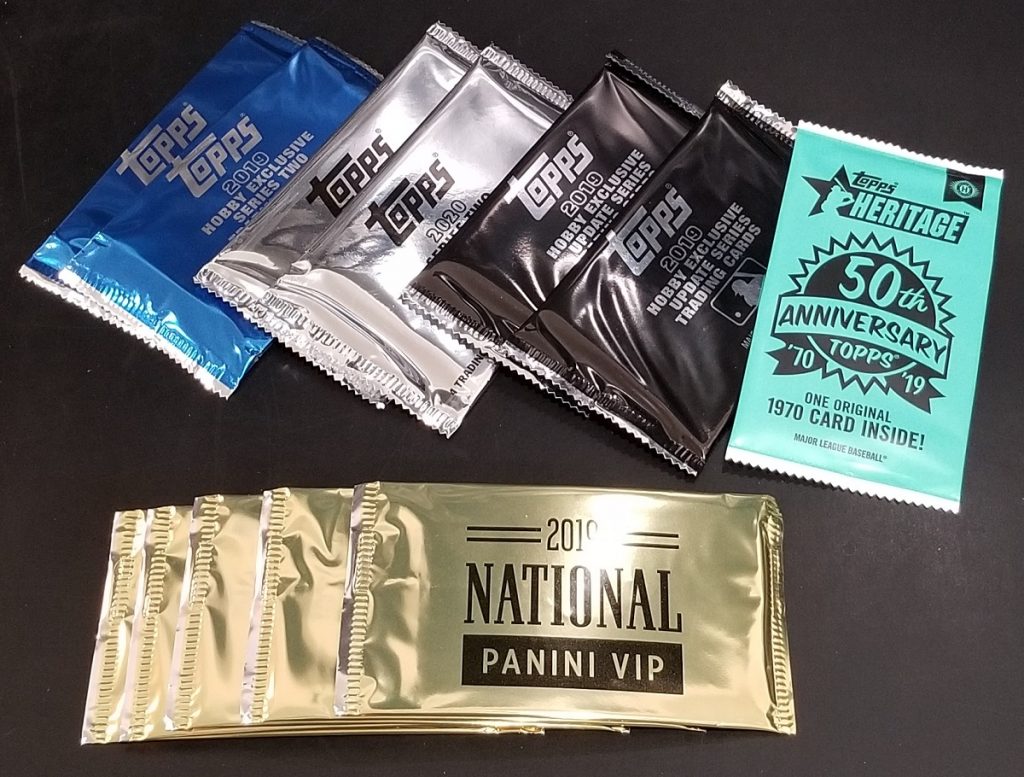 Topps
Topps®
2019
HOBBY EXCLUSIVE
SERIES TWO
Topps®
Topps®
2020
Topps®
2019
HOBBY EXCLUSIVE
UPDATE SERIES
Topps®
2019
HOBBY EXCLUSIVE
UPDATE SERIES
TRADING CARDS
TOPPS®
HERITAGE™
H
50th
ANNIVERSARY
TOPPS®
'70 '19
ONE ORIGINAL
1970 CARD INSIDE!
MAJOR LEAGUE BASEBALL®
2019
NATIONAL
PANINI VIP